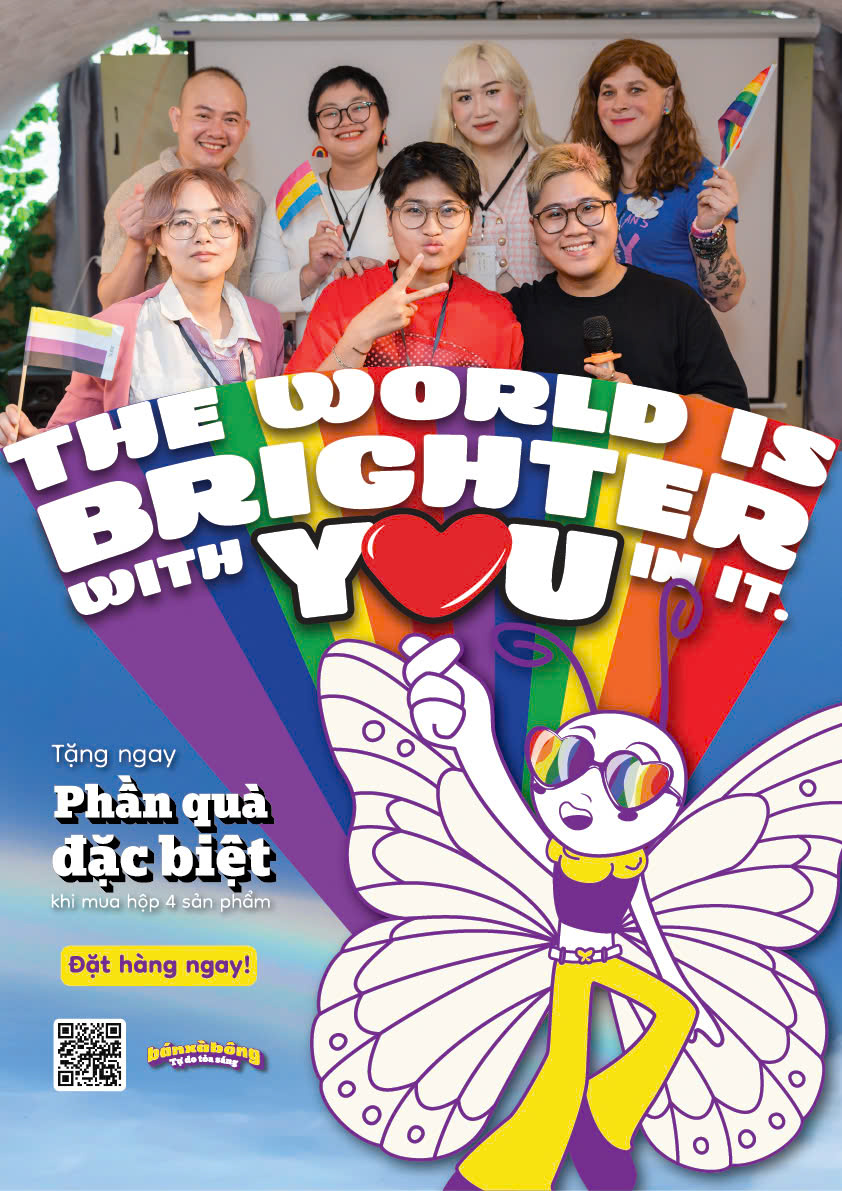 THE WORLD IS
BRIGHTER
WITH YOU IN IT.
Tặng ngay
Phần quà
đặc biệt
khi mua hộp 4 sản phẩm
Đặt hàng ngay!
bánxàbông
Tự do tỏa sáng